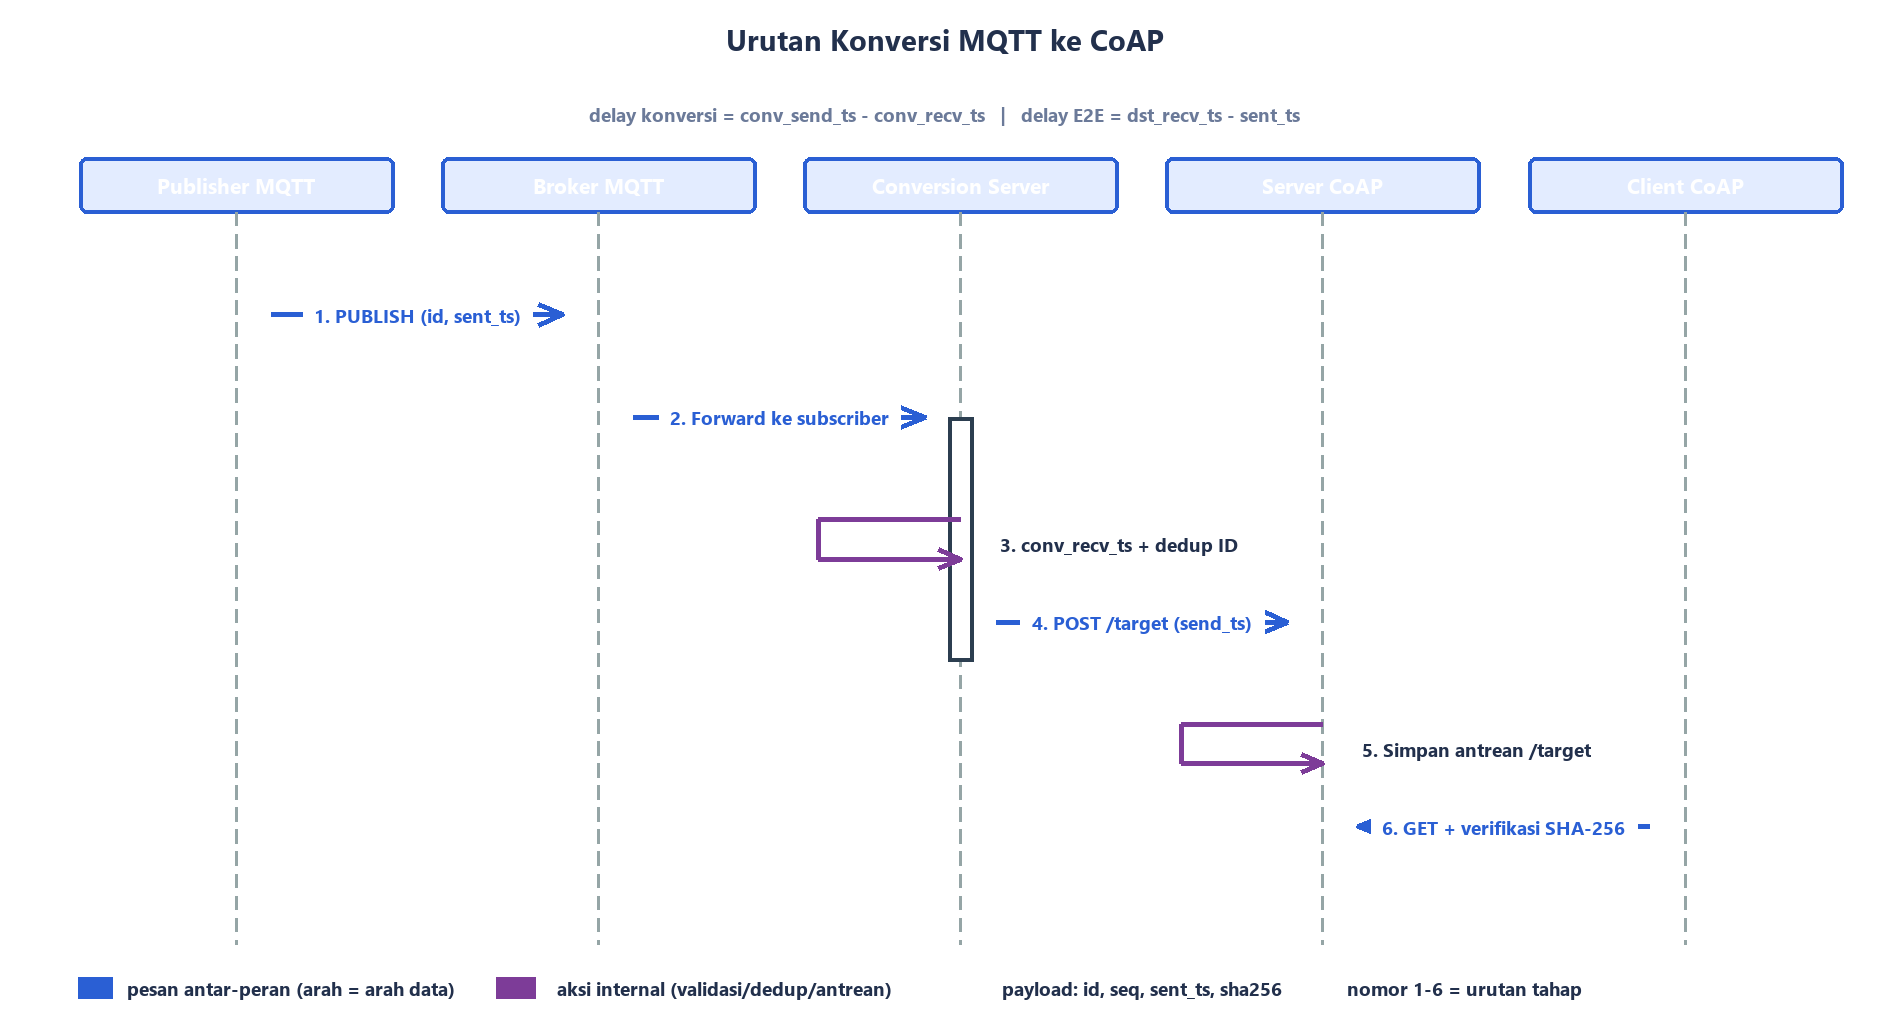 Urutan Konversi MQTT ke CoAP
delay konversi = conv_send_ts - conv_recv_ts | delay E2E = dst_recv_ts - sent_ts
Publisher MQTT
Broker MQTT
Conversion Server
Server CoAP
Client CoAP
1. PUBLISH (id, sent_ts)
2. Forward ke subscriber
3. conv_recv_ts + dedup ID
4. POST /target (send_ts)
5. Simpan antrean /target
6. GET + verifikasi SHA-256
pesan antar-peran (arah = arah data)
aksi internal (validasi/dedup/antrean)
payload: id, seq, sent_ts, sha256
nomor 1-6 = urutan tahap